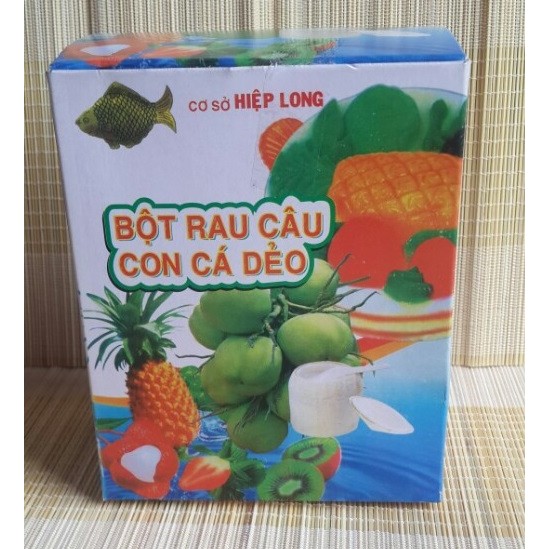 CƠ SỞ HIỆP LONG
BỘT RAU CÂU
CON CÁ DẺO